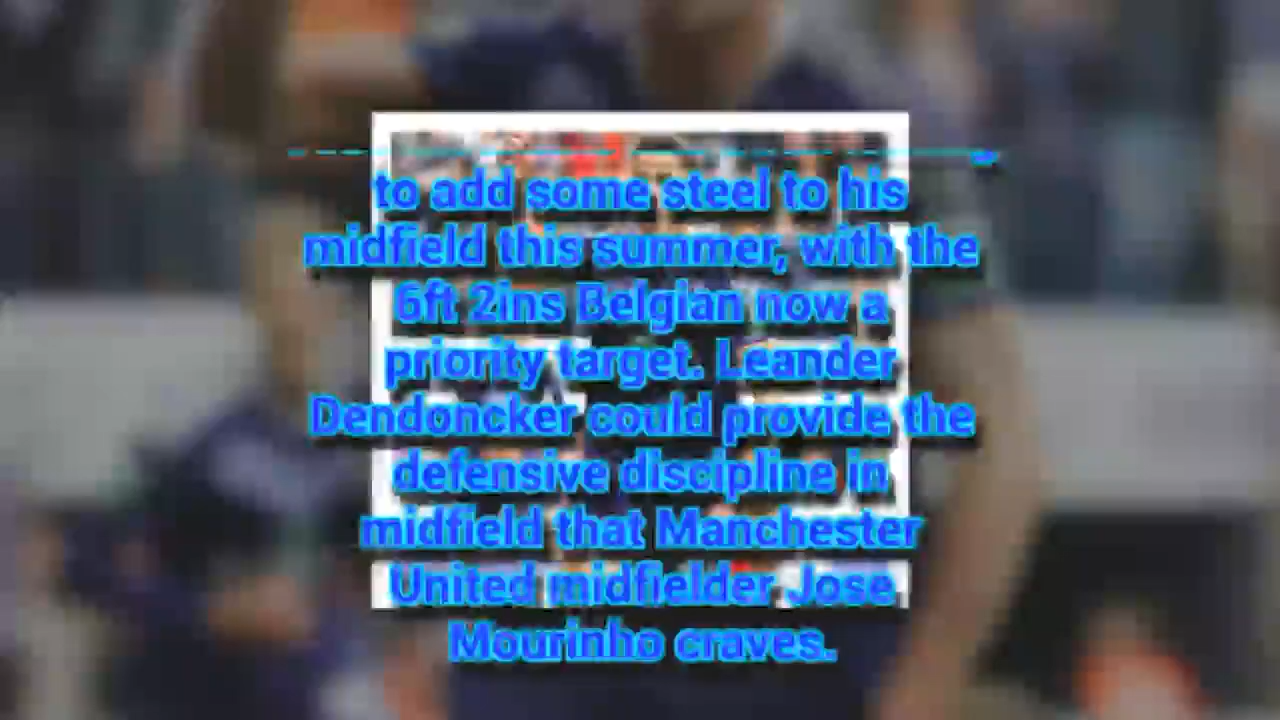 to add some steel to his
midfield this summer, with the
6ft 2ins Belgian now a
priority target. Leander
Dendoncker could provide the
defensive discipline in
midfield that Manchester
United midfielder Jose
Mourinho craves.